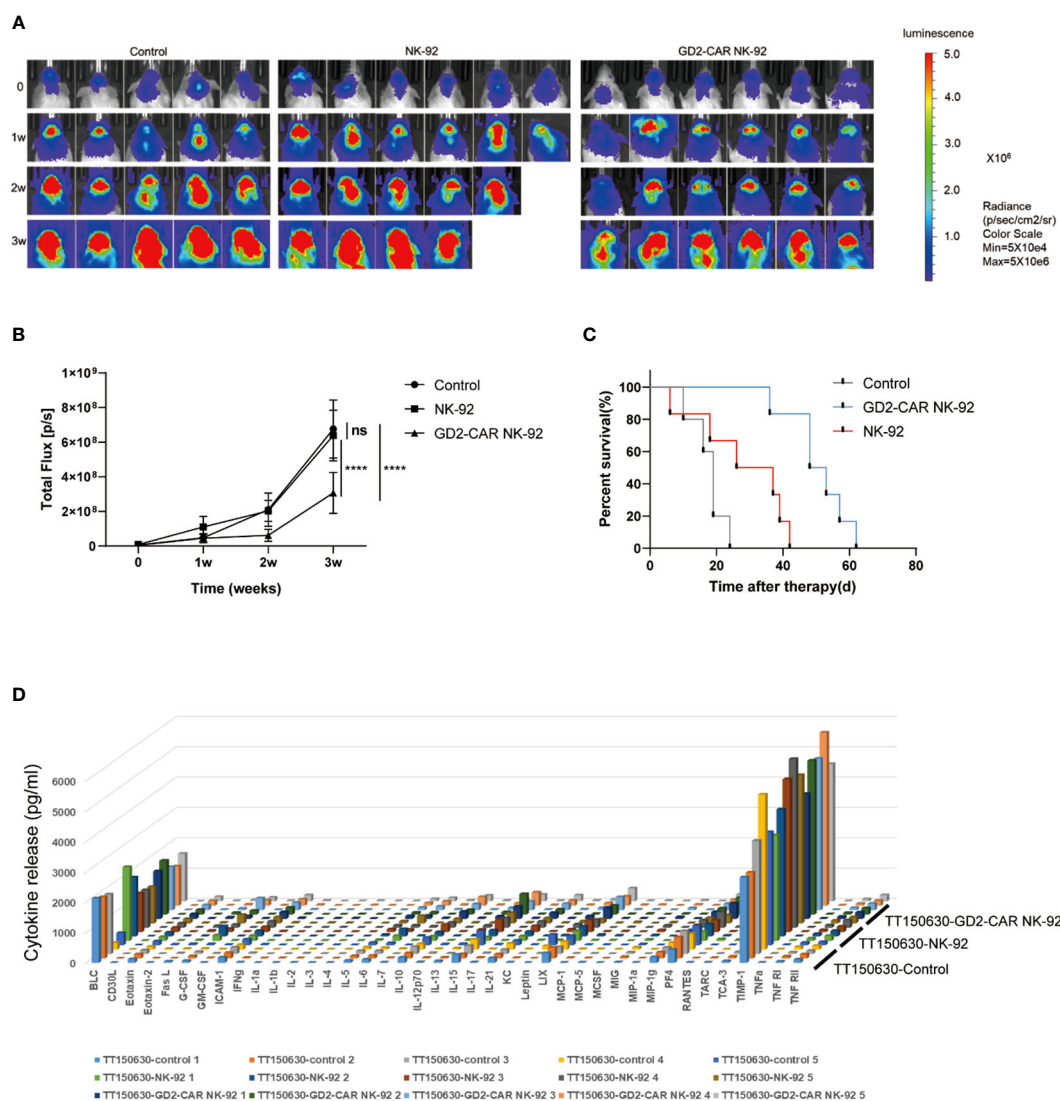 A
Control
NK-92
GD2-CAR NK-92
luminescence
0
1w
2w
3w
5.0
4.0
3.0
2.0
1.0
X10⁶
Radiance
(p/sec/cm2/sr)
Color Scale
Min=5X10e4
Max=5X10e6
B
1×10⁹
8×10⁸
6×10⁸
4×10⁸
2×10⁸
0
Total Flux [p/s]
0
1w
2w
3w
Time (weeks)
Control
NK-92
GD2-CAR NK-92
ns
****
****
C
100
80
60
40
20
0
Percent survival(%)
0
20
40
60
80
Time after therapy(d)
Control
GD2-CAR NK-92
NK-92
D
Cytokine release (pg/ml)
6000
5000
4000
3000
2000
1000
0
BLC
CD30L
Eotaxin
Eotaxin-2
Fas L
G-CSF
GM-CSF
ICAM-1
IFNg
IL-1a
IL-1b
IL-2
IL-3
IL-4
IL-5
IL-6
IL-7
IL-10
IL-12p70
IL-13
IL-15
IL-17
IL-21
KC
Leptin
LIX
MCP-1
MCP-5
MCSF
MIG
MIP-1a
MIP-1g
PF4
RANTES
TARC
TCA-3
TIMP-1
TNFa
TNF RI
TNF RII
TT150630-GD2-CAR NK-92
TT150630-NK-92
TT150630-Control
TT150630-control 1
TT150630-control 2
TT150630-control 3
TT150630-control 4
TT150630-control 5
TT150630-NK-92 1
TT150630-NK-92 2
TT150630-NK-92 3
TT150630-NK-92 4
TT150630-NK-92 5
TT150630-GD2-CAR NK-92 1
TT150630-GD2-CAR NK-92 2
TT150630-GD2-CAR NK-92 3
TT150630-GD2-CAR NK-92 4
TT150630-GD2-CAR NK-92 5